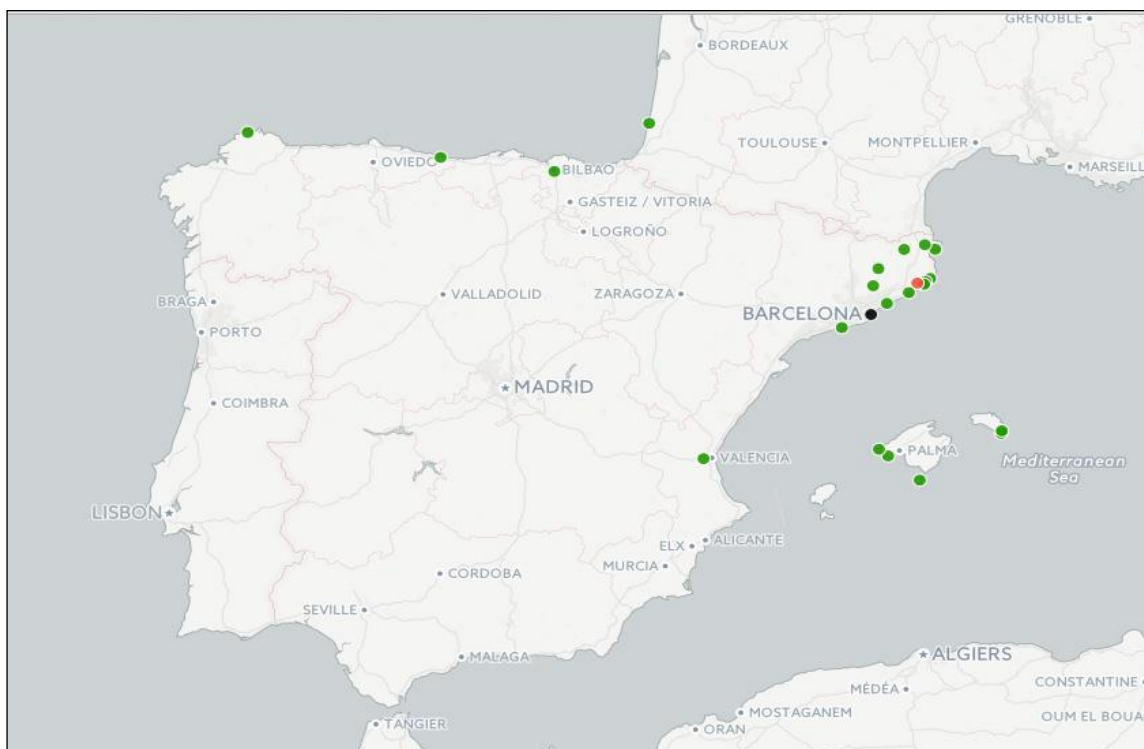 GRENOBLE
BORDEAUX
TOULOUSE
MONTPELLIER
MARSEILL
OVIEDO
BILBAO
GASTEIZ / VITORIA
LOGROÑO
VALLADOLID
ZARAGOZA
BRAGA
BARCELONA
PORTO
MADRID
COIMBRA
PALMA
VALENCIA
Mediterranean
Sea
LISBON
ALICANTE
ELX
MURCIA
CORDOBA
SEVILLE
MALAGA
ALGIERS
CONSTANTINE
MÉDÉA
MOSTAGANEM
OUM EL BOUA
TANGIER
ORAN